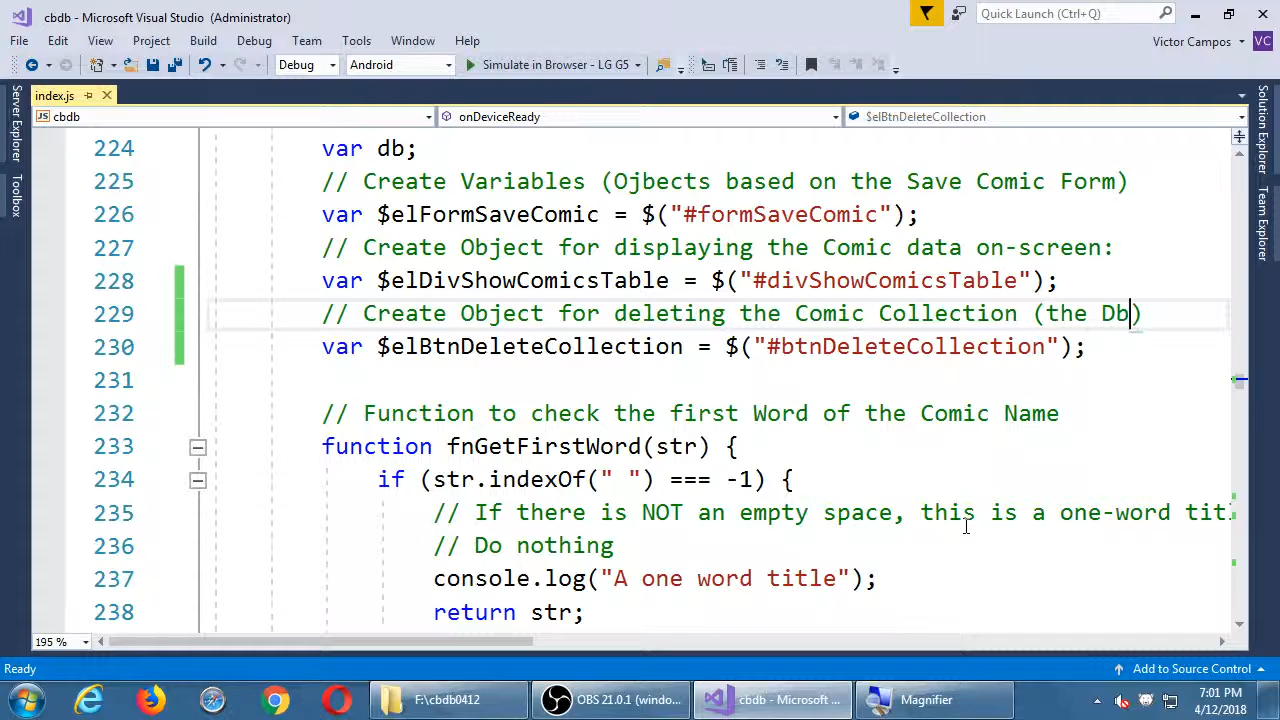 cbdb - Microsoft Visual Studio (Administrator)
Quick Launch (Ctrl+Q)
File Edit View Project Build Debug Team Tools Window Help
Victor Campos VC
Debug Android Simulate in Browser - LG G5
index.js
cbdb onDeviceReady $elBtnDeleteCollection
Server Explorer
Toolbox
Solution Explorer
Team Explorer
224 var db;
225 // Create Variables (Ojbects based on the Save Comic Form)
226 var $elFormSaveComic = $("#formSaveComic");
227 // Create Object for displaying the Comic data on-screen:
228 var $elDivShowComicsTable = $("#divShowComicsTable");
229 // Create Object for deleting the Comic Collection (the Db)
230 var $elBtnDeleteCollection = $("#btnDeleteCollection");
231
232 // Function to check the first Word of the Comic Name
233 function fnGetFirstWord(str) {
234 if (str.indexOf(" ") === -1) {
235 // If there is NOT an empty space, this is a one-word titl
236 // Do nothing
237 console.log("A one word title");
238 return str;
195 %
Ready Add to Source Control
F:\cbdb0412 OBS 21.0.1 (windo... cbdb - Microsoft ... Magnifier
7:01 PM
4/12/2018